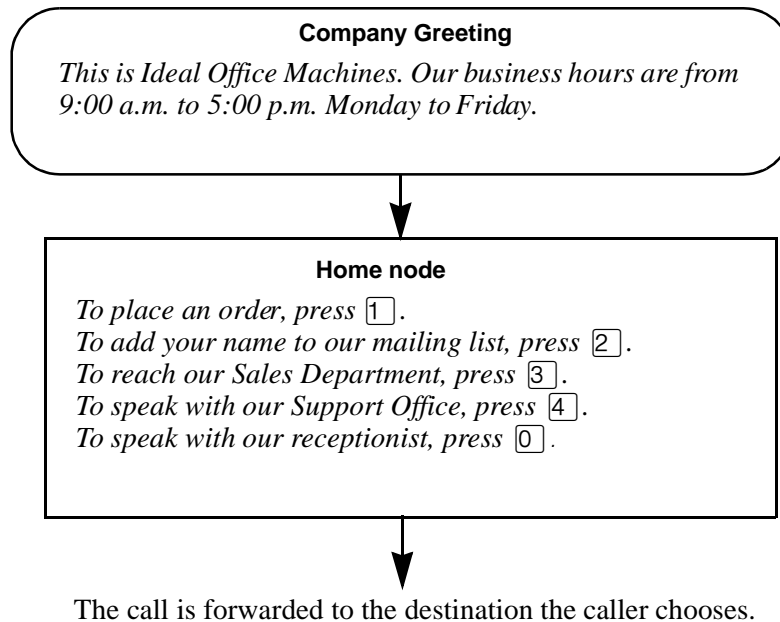 Company Greeting
This is Ideal Office Machines. Our business hours are from
9:00 a.m. to 5:00 p.m. Monday to Friday.
Home node
To place an order, press 1 .
To add your name to our mailing list, press 2 .
To reach our Sales Department, press 3 .
To speak with our Support Office, press 4 .
To speak with our receptionist, press 0 .
The call is forwarded to the destination the caller chooses.